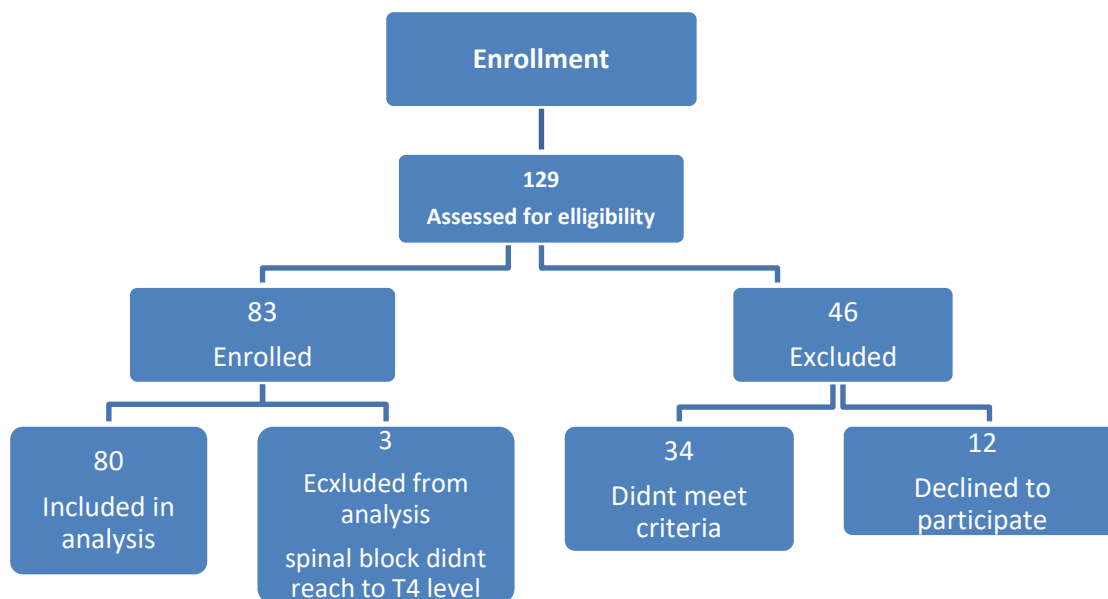 Enrollment
129
Assessed for elligibility
83
Enrolled
46
Excluded
80
Included in
analysis
3
Ecxluded from
analysis
spinal block didnt
reach to T4 level
34
Didnt meet
criteria
12
Declined to
participate